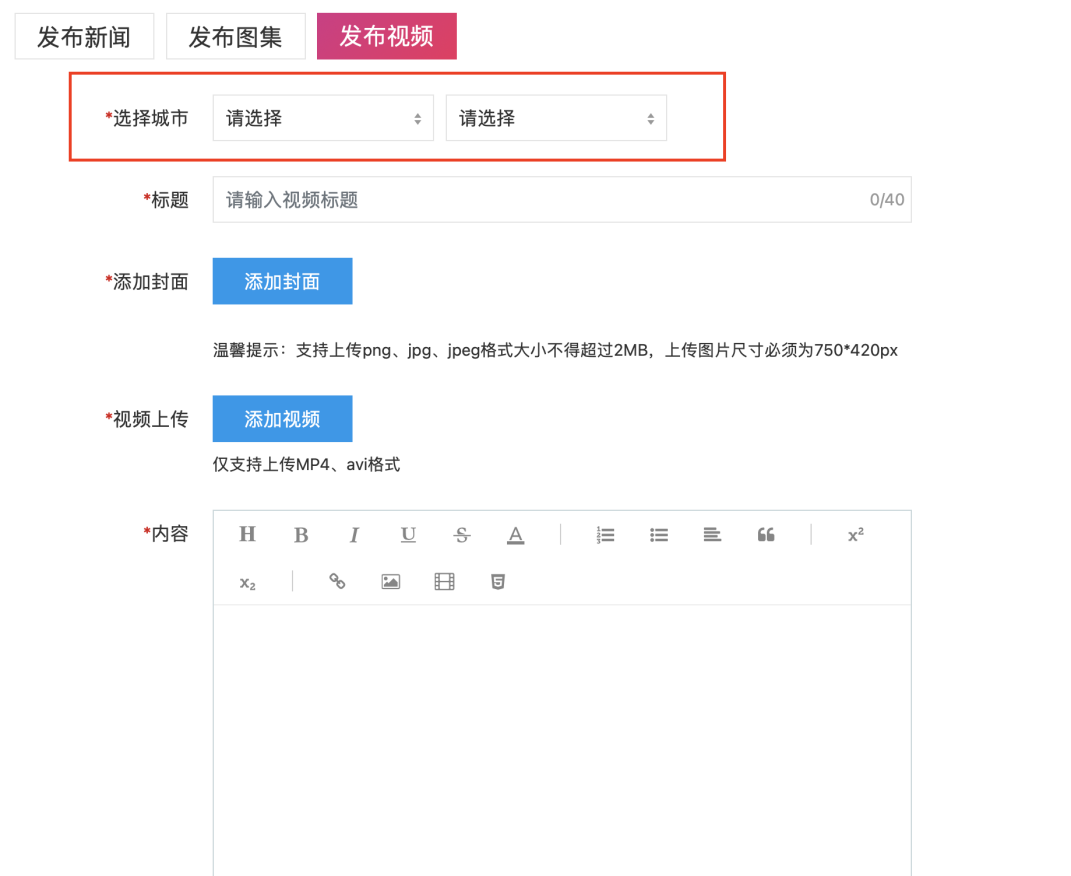 发布新闻 发布图集 发布视频
*选择城市 请选择 请选择
*标题 请输入视频标题 0/40
*添加封面 添加封面
温馨提示：支持上传png、jpg、jpeg格式大小不得超过2MB，上传图片尺寸必须为750*420px
*视频上传 添加视频
仅支持上传MP4、avi格式
*内容 H B I U S A x²
x₂